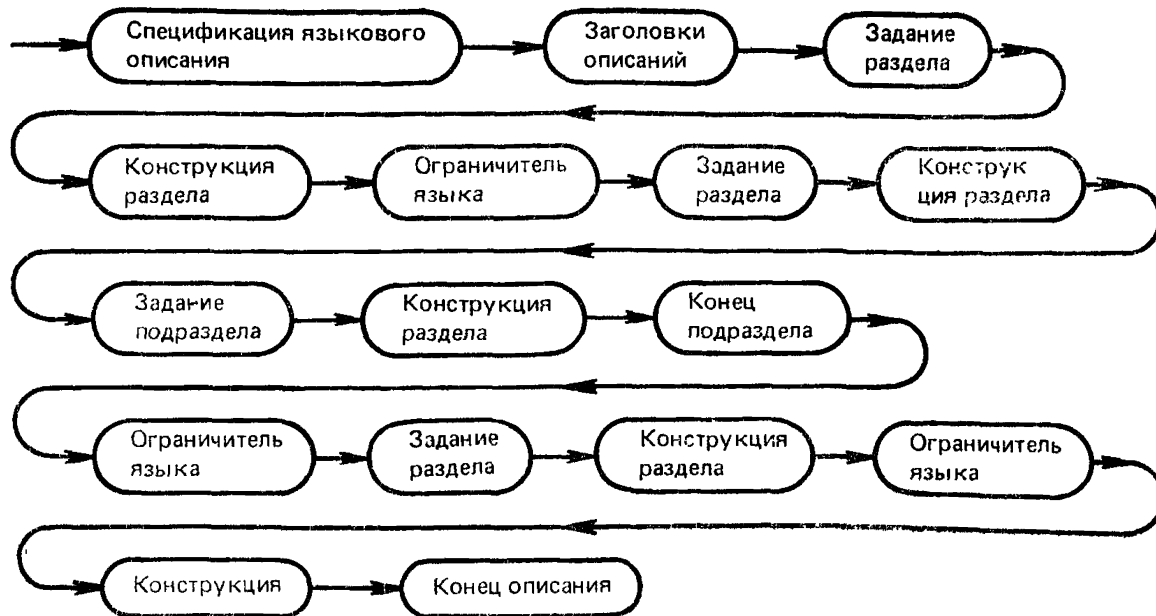 Спецификация языкового
описания
Заголовки
описаний
Задание
раздела
Конструкция
раздела
Ограничитель
языка
Задание
раздела
Конструк
ция раздела
Задание
подраздела
Конструкция
раздела
Конец
подраздела
Ограничитель
языка
Задание
раздела
Конструкция
раздела
Ограничитель
языка
Конструкция
Конец описания